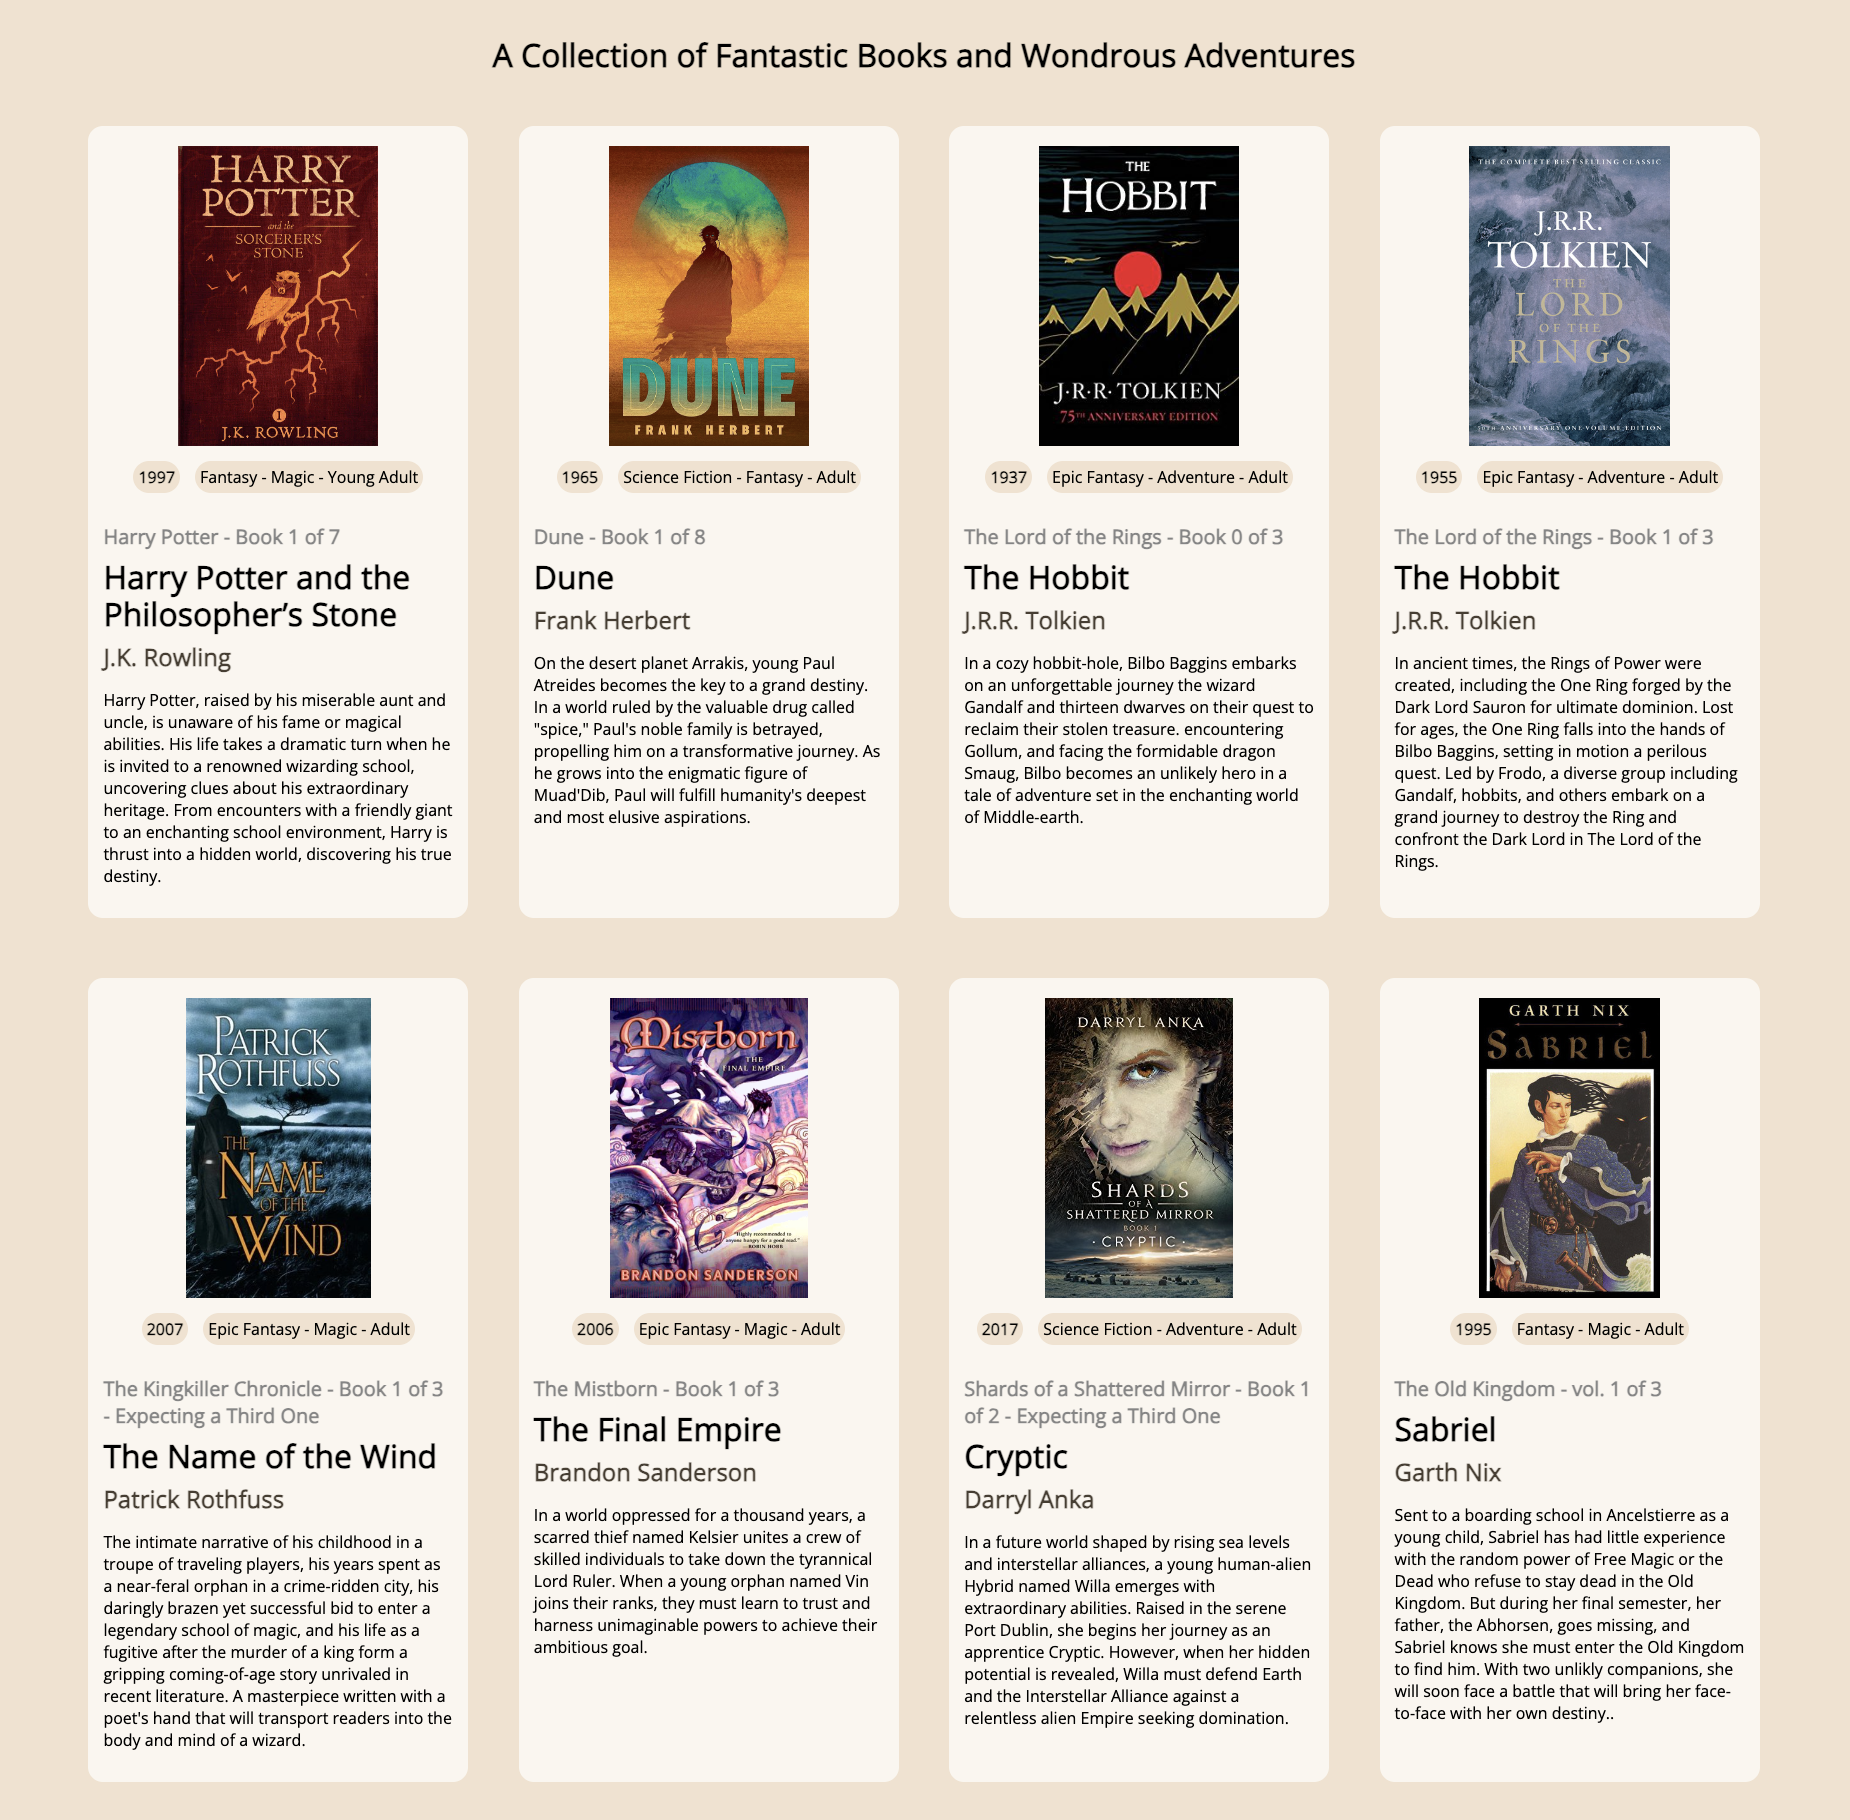 A Collection of Fantastic Books and Wondrous Adventures
HARRY
POTTER
and the
SORCERER'S
STONE
1
J.K. ROWLING
1997
Fantasy - Magic - Young Adult
Harry Potter - Book 1 of 7
Harry Potter and the
Philosopher’s Stone
J.K. Rowling
Harry Potter, raised by his miserable aunt and
uncle, is unaware of his fame or magical
abilities. His life takes a dramatic turn when he
is invited to a renowned wizarding school,
uncovering clues about his extraordinary
heritage. From encounters with a friendly giant
to an enchanting school environment, Harry is
thrust into a hidden world, discovering his true
destiny.
DUNE
FRANK HERBERT
1965
Science Fiction - Fantasy - Adult
Dune - Book 1 of 8
Dune
Frank Herbert
On the desert planet Arrakis, young Paul
Atreides becomes the key to a grand destiny.
In a world ruled by the valuable drug called
"spice," Paul's noble family is betrayed,
propelling him on a transformative journey. As
he grows into the enigmatic figure of
Muad'Dib, Paul will fulfill humanity's deepest
and most elusive aspirations.
THE
HOBBIT
J·R·R·TOLKIEN
75TH ANNIVERSARY EDITION
1937
Epic Fantasy - Adventure - Adult
The Lord of the Rings - Book 0 of 3
The Hobbit
J.R.R. Tolkien
In a cozy hobbit-hole, Bilbo Baggins embarks
on an unforgettable journey the wizard
Gandalf and thirteen dwarves on their quest to
reclaim their stolen treasure. encountering
Gollum, and facing the formidable dragon
Smaug, Bilbo becomes an unlikely hero in a
tale of adventure set in the enchanting world
of Middle-earth.
THE COMPLETE BEST SELLING CLASSIC
J.R.R.
TOLKIEN
THE
LORD
OF THE
RINGS
ANNIVERSARY ONE VOLUME EDITION
1955
Epic Fantasy - Adventure - Adult
The Lord of the Rings - Book 1 of 3
The Hobbit
J.R.R. Tolkien
In ancient times, the Rings of Power were
created, including the One Ring forged by the
Dark Lord Sauron for ultimate dominion. Lost
for ages, the One Ring falls into the hands of
Bilbo Baggins, setting in motion a perilous
quest. Led by Frodo, a diverse group including
Gandalf, hobbits, and others embark on a
grand journey to destroy the Ring and
confront the Dark Lord in The Lord of the
Rings.
PATRICK
ROTHFUSS
THE
NAME
OF THE
WIND
2007
Epic Fantasy - Magic - Adult
The Kingkiller Chronicle - Book 1 of 3
- Expecting a Third One
The Name of the Wind
Patrick Rothfuss
The intimate narrative of his childhood in a
troupe of traveling players, his years spent as
a near-feral orphan in a crime-ridden city, his
daringly brazen yet successful bid to enter a
legendary school of magic, and his life as a
fugitive after the murder of a king form a
gripping coming-of-age story unrivaled in
recent literature. A masterpiece written with a
poet's hand that will transport readers into the
body and mind of a wizard.
Mistborn
THE
FINAL EMPIRE
"Highly recommended to
anyone hungry for a good read."
ROBIN HOBB
BRANDON SANDERSON
2006
Epic Fantasy - Magic - Adult
The Mistborn - Book 1 of 3
The Final Empire
Brandon Sanderson
In a world oppressed for a thousand years, a
scarred thief named Kelsier unites a crew of
skilled individuals to take down the tyrannical
Lord Ruler. When a young orphan named Vin
joins their ranks, they must learn to trust and
harness unimaginable powers to achieve their
ambitious goal.
DARRYL ANKA
SHARDS
OF A
SHATTERED MIRROR
BOOK 1
· CRYPTIC ·
2017
Science Fiction - Adventure - Adult
Shards of a Shattered Mirror - Book 1
of 2 - Expecting a Third One
Cryptic
Darryl Anka
In a future world shaped by rising sea levels
and interstellar alliances, a young human-alien
Hybrid named Willa emerges with
extraordinary abilities. Raised in the serene
Port Dublin, she begins her journey as an
apprentice Cryptic. However, when her hidden
potential is revealed, Willa must defend Earth
and the Interstellar Alliance against a
relentless alien Empire seeking domination.
GARTH NIX
SABRIEL
1995
Fantasy - Magic - Adult
The Old Kingdom - vol. 1 of 3
Sabriel
Garth Nix
Sent to a boarding school in Ancelstierre as a
young child, Sabriel has had little experience
with the random power of Free Magic or the
Dead who refuse to stay dead in the Old
Kingdom. But during her final semester, her
father, the Abhorsen, goes missing, and
Sabriel knows she must enter the Old Kingdom
to find him. With two unlikly companions, she
will soon face a battle that will bring her face-
to-face with her own destiny..